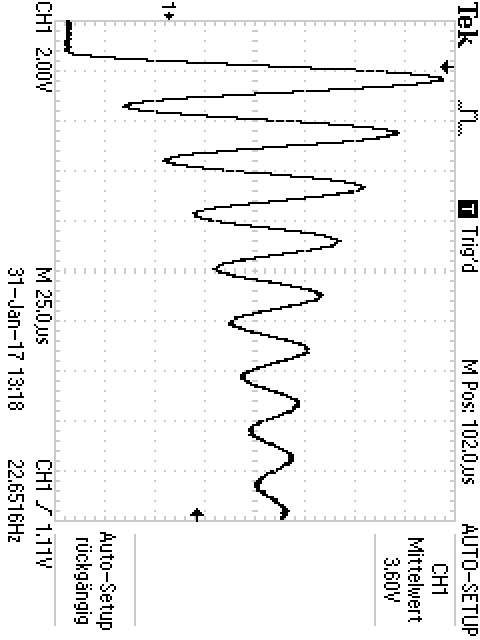 Tek T Trig'd M Pos: 102.0µs AUTO-SETUP
CH1
Mittelwert
3.60V
1
Auto-Setup
rückgängig
CH1 2.00V M 25.0µs CH1 1.11V
31-Jan-17 13:18 22.6516Hz